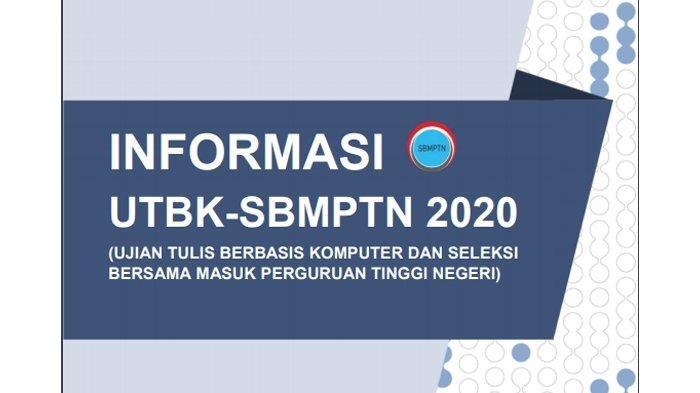 INFORMASI
SBMPTN
UTBK-SBMPTN 2020
(UJIAN TULIS BERBASIS KOMPUTER DAN SELEKSI
BERSAMA MASUK PERGURUAN TINGGI NEGERI)